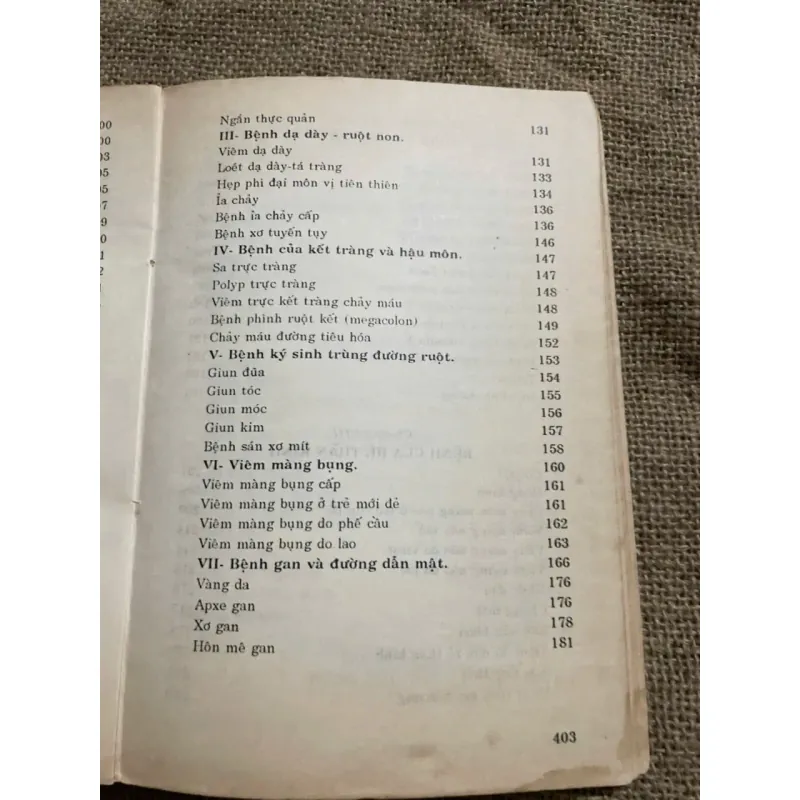 Ngắn thực quản
III- Bệnh dạ dày - ruột non. 131
Viêm dạ dày 131
Loét dạ dày-tá tràng 133
Hẹp phì đại môn vị tiên thiên 134
Ỉa chảy 136
Bệnh ỉa chảy cấp 136
Bệnh xơ tuyến tụy 146
IV- Bệnh của kết tràng và hậu môn. 147
Sa trực tràng 147
Polyp trực tràng 148
Viêm trực kết tràng chảy máu 148
Bệnh phình ruột kết (megacolon) 149
Chảy máu đường tiêu hóa 152
V- Bệnh ký sinh trùng đường ruột. 153
Giun đũa 154
Giun tóc 155
Giun móc 156
Giun kim 157
Bệnh sán xơ mít 158
VI- Viêm màng bụng. 160
Viêm màng bụng cấp 161
Viêm màng bụng ở trẻ mới đẻ 161
Viêm màng bụng do phế cầu 162
Viêm màng bụng do lao 163
VII- Bệnh gan và đường dẫn mật. 166
Vàng da 176
Apxe gan 176
Xơ gan 178
Hôn mê gan 181
403